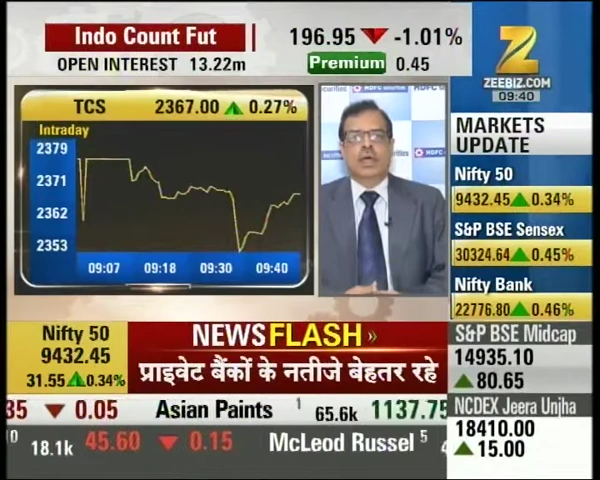 Indo Count Fut
196.95 -1.01%
OPEN INTEREST 13.22m
Premium 0.45
ZEEBIZ.COM
09:40
TCS 2367.00 0.27%
Intraday
2379
2371
2362
2353
09:07 09:18 09:30 09:40
HDFC securities
MARKETS
UPDATE
Nifty 50
9432.45 0.34%
S&P BSE Sensex
30324.64 0.45%
Nifty Bank
22776.80 0.46%
S&P BSE Midcap
14935.10
80.65
NCDEX Jeera Unjha
18410.00
15.00
Nifty 50
9432.45
31.55 0.34%
NEWSFLASH
प्राइवेट बैंकों के नतीजे बेहतर रहे
35 0.05 Asian Paints 1 65.6k 1137.75
18.1k 45.60 0.15 McLeod Russel 5